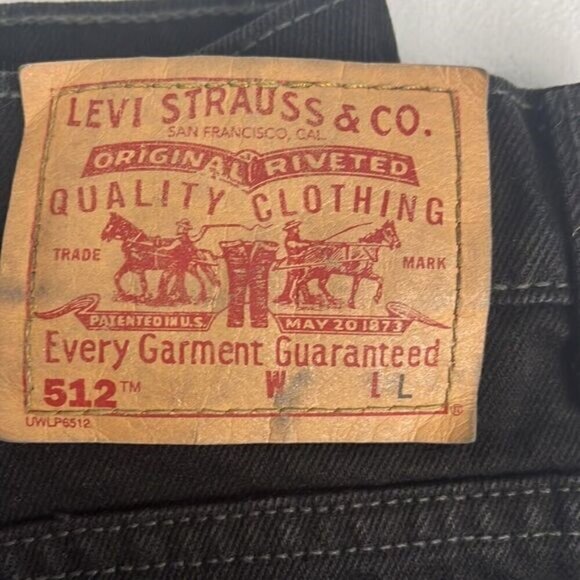 LEVI STRAUSS & CO.
SAN FRANCISCO, CAL.
ORIGINAL RIVETED
QUALITY CLOTHING
TRADE MARK
PATENTED IN U.S. MAY 20 1873
Every Garment Guaranteed
512™ W L L
UWLP6512 ®